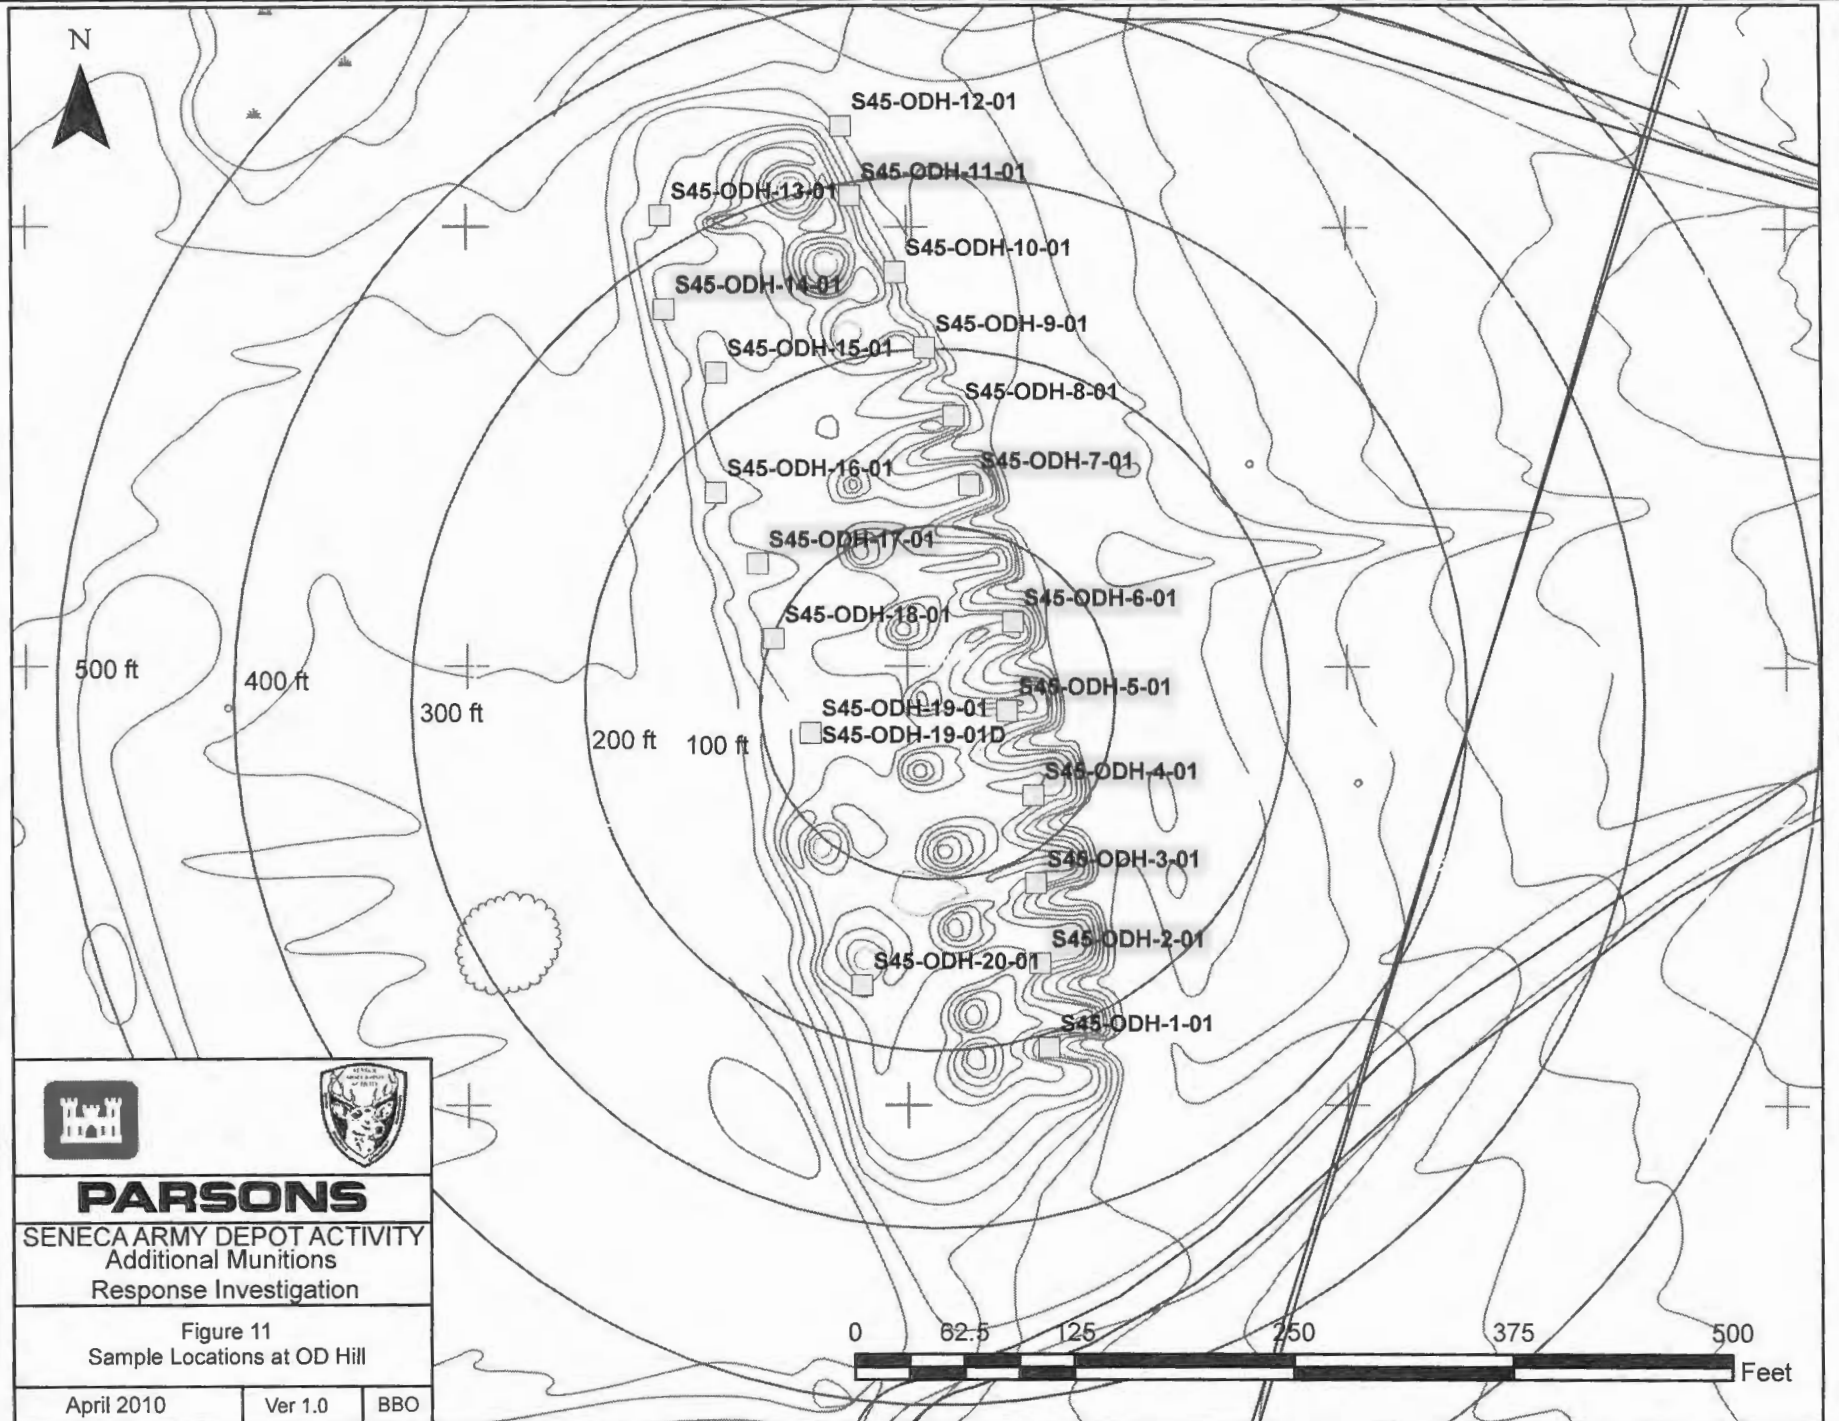 N
S45-ODH-12-01
S45-ODH-11-01
S45-ODH-13-01
S45-ODH-10-01
S45-ODH-14-01
S45-ODH-9-01
S45-ODH-15-01
S45-ODH-8-01
S45-ODH-7-01
S45-ODH-16-01
S45-ODH-17-01
S45-ODH-6-01
S45-ODH-18-01
500 ft
400 ft
300 ft
200 ft
100 ft
S45-ODH-5-01
S45-ODH-19-01
S45-ODH-19-01D
S45-ODH-4-01
S45-ODH-3-01
S45-ODH-2-01
S45-ODH-20-01
S45-ODH-1-01
PARSONS
SENECA ARMY DEPOT ACTIVITY
Additional Munitions
Response Investigation
Figure 11
Sample Locations at OD Hill
April 2010
Ver 1.0
BBO
0 62.5 125 250 375 500
Feet